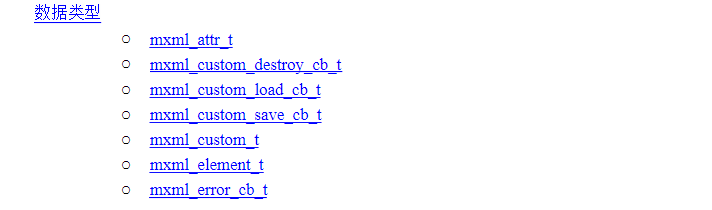 数据类型
mxml_attr_t
mxml_custom_destroy_cb_t
mxml_custom_load_cb_t
mxml_custom_save_cb_t
mxml_custom_t
mxml_element_t
mxml_error_cb_t